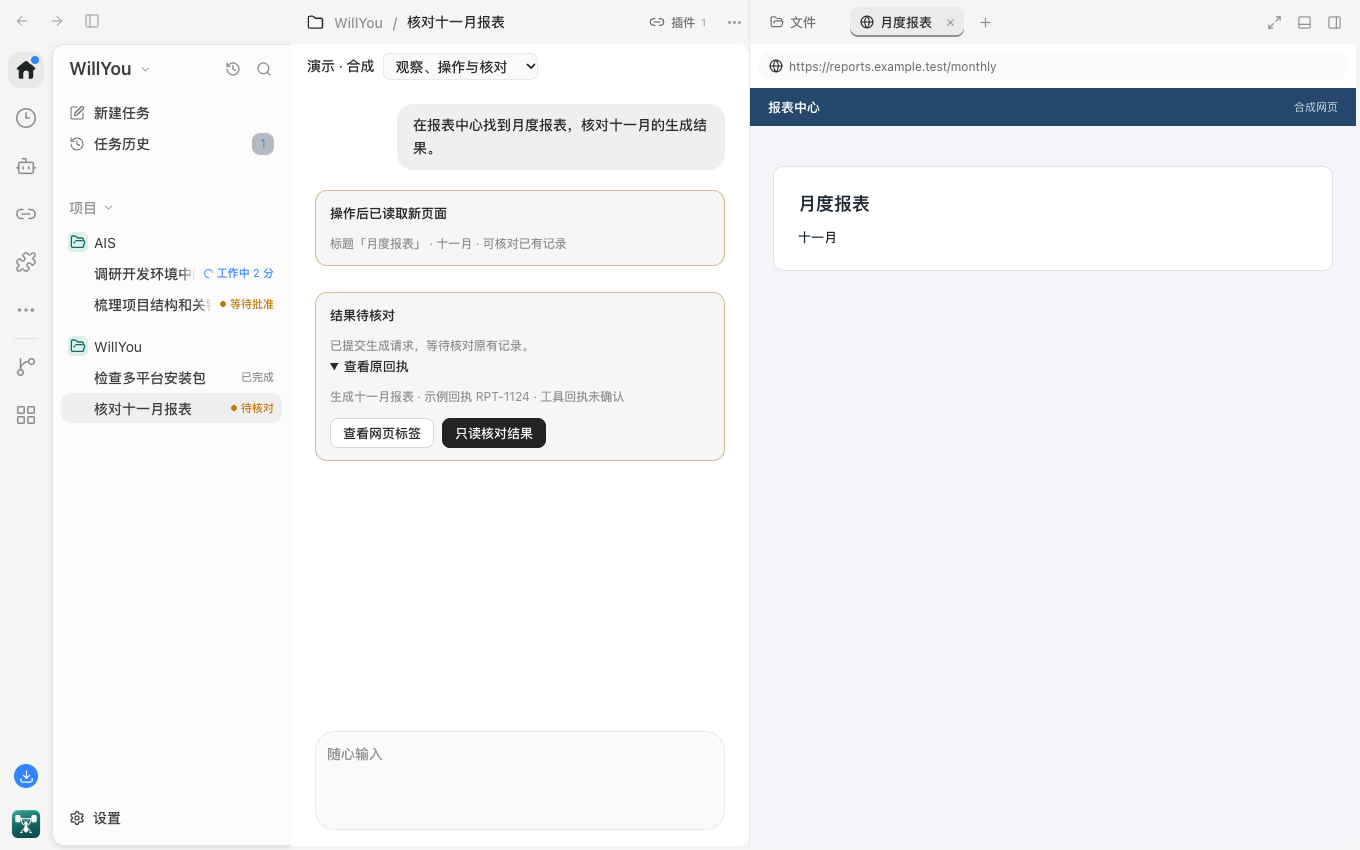 WillYou / 核对十一月报表
插件 1
文件
月度报表
WillYou
新建任务
任务历史
1
项目
AIS
工作中 2 分
调研开发环境中
梳理项目结构和关
等待批准
WillYou
检查多平台安装包
已完成
核对十一月报表
待核对
设置
演示 · 合成
观察、操作与核对
在报表中心找到月度报表，核对十一月的生成结
果。
操作后已读取新页面
标题「月度报表」 · 十一月 · 可核对已有记录
结果待核对
已提交生成请求，等待核对原有记录。
查看原回执
生成十一月报表 · 示例回执 RPT-1124 · 工具回执未确认
查看网页标签
只读核对结果
随心输入
https://reports.example.test/monthly
报表中心
合成网页
月度报表
十一月